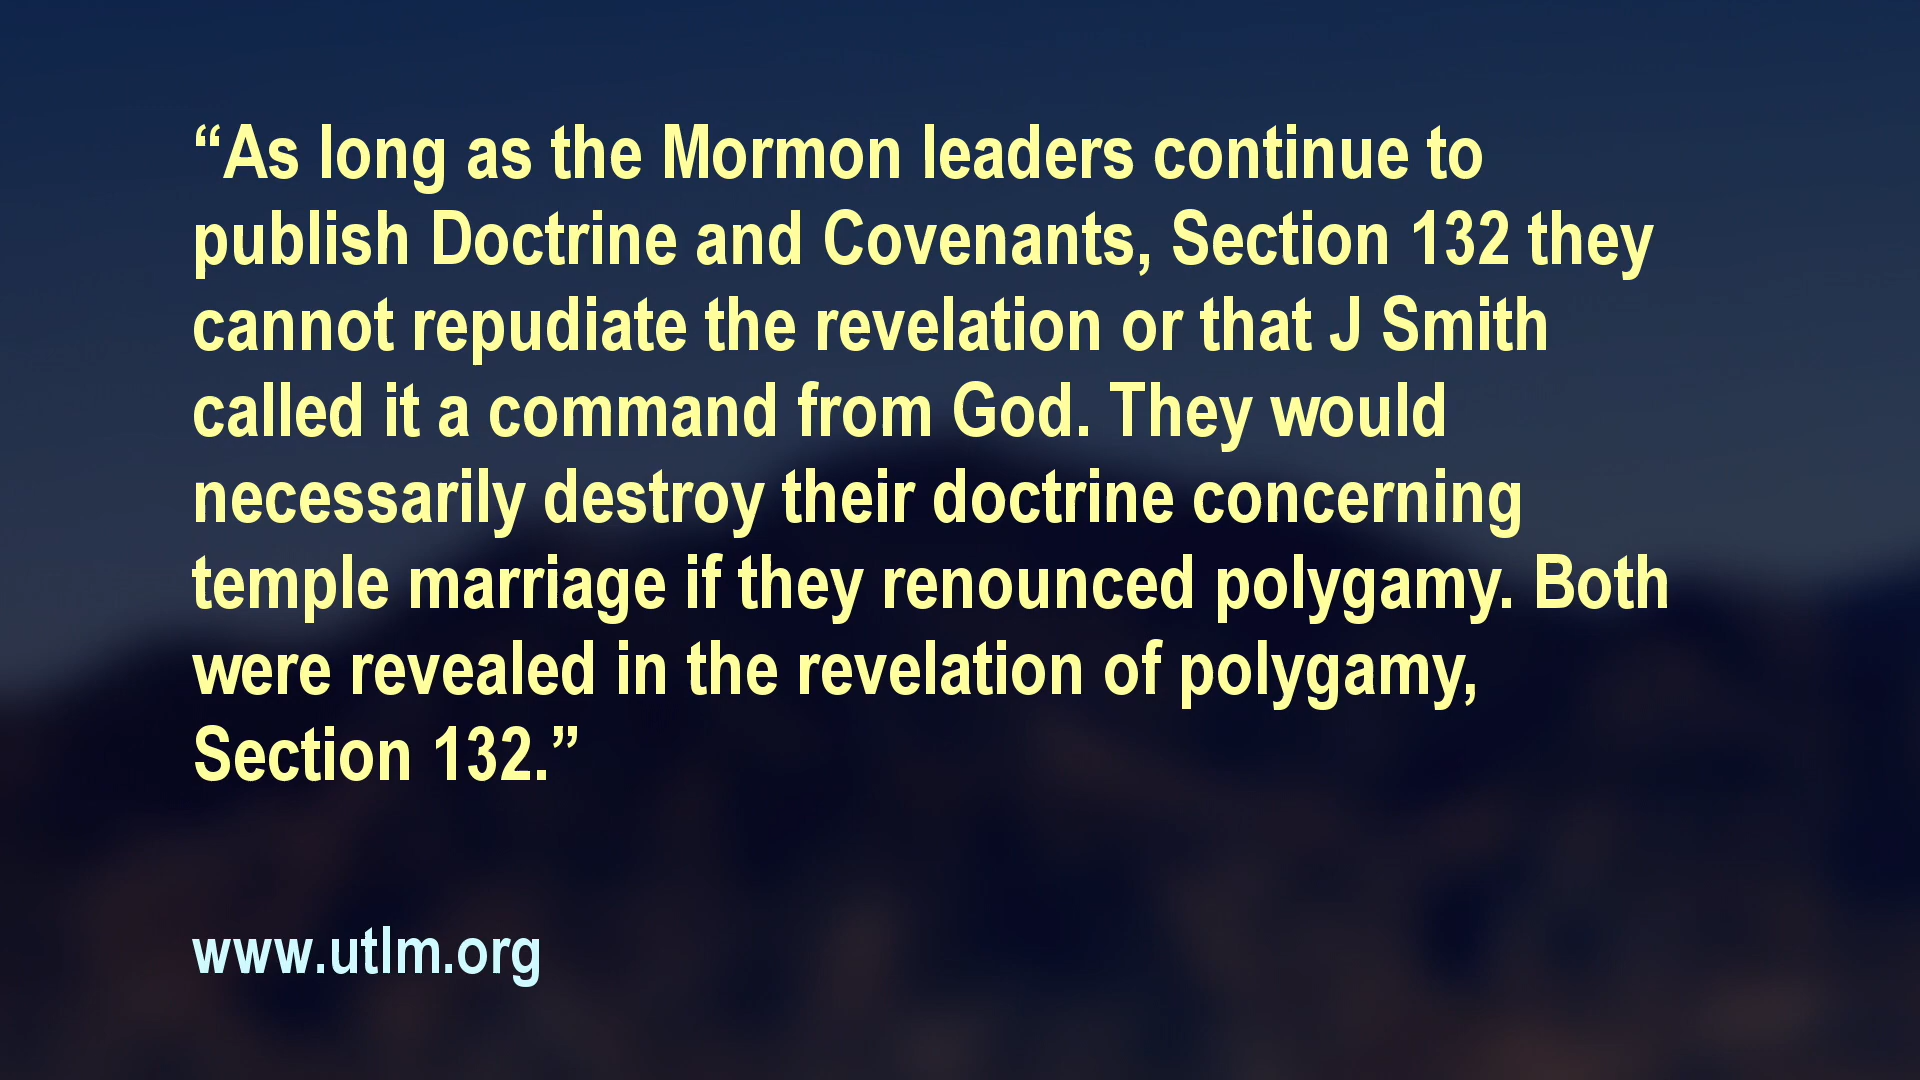 “As long as the Mormon leaders continue to
publish Doctrine and Covenants, Section 132 they
cannot repudiate the revelation or that J Smith
called it a command from God. They would
necessarily destroy their doctrine concerning
temple marriage if they renounced polygamy. Both
were revealed in the revelation of polygamy,
Section 132.”
www.utlm.org